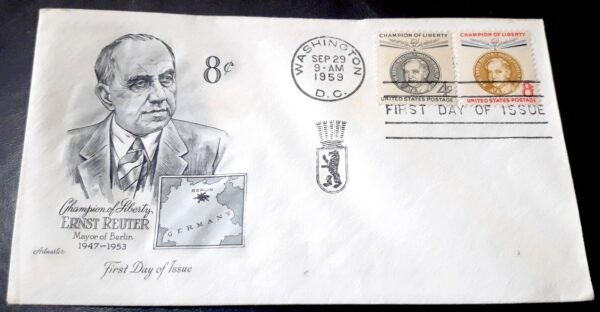 8¢
WASHINGTON
SEP 29
9-AM
1959
D.C.
CHAMPION OF LIBERTY
4¢
UNITED STATES POSTAGE
CHAMPION OF LIBERTY
8¢
UNITED STATES POSTAGE
FIRST DAY OF ISSUE
BERLIN
GERMANY
Champion of Liberty
ERNST REUTER
Mayor of Berlin
1947-1953
Artmaster
First Day of Issue